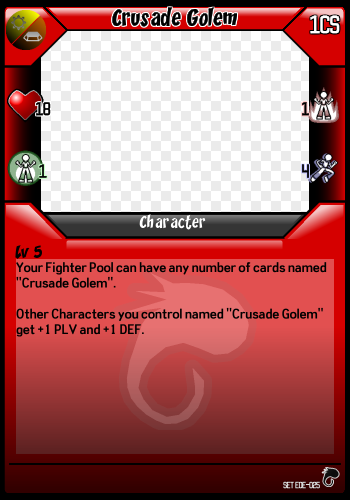 Crusade Golem
1CS
18
1
1
4
Character
Lv 5
Your Fighter Pool can have any number of cards named
"Crusade Golem".
Other Characters you control named "Crusade Golem"
get +1 PLV and +1 DEF.
SET EOE-025